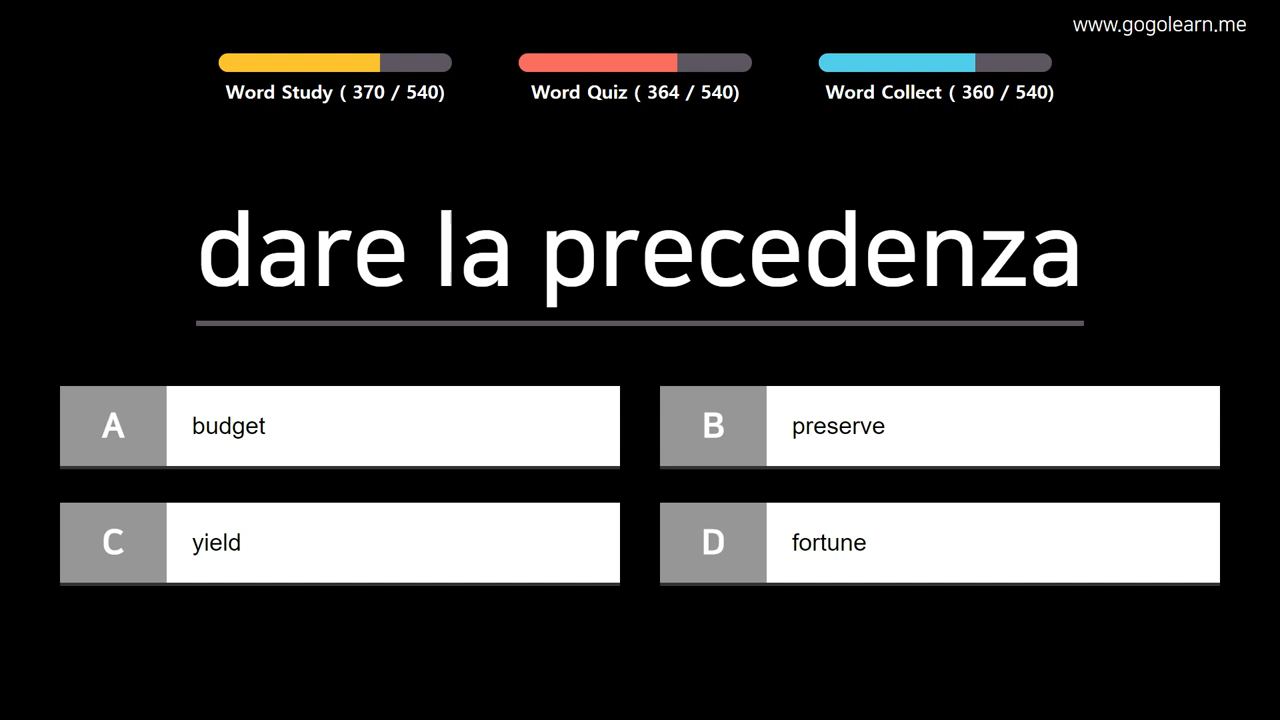 www.gogolearn.me
Word Study ( 370 / 540)
Word Quiz ( 364 / 540)
Word Collect ( 360 / 540)
dare la precedenza
A budget
B preserve
C yield
D fortune